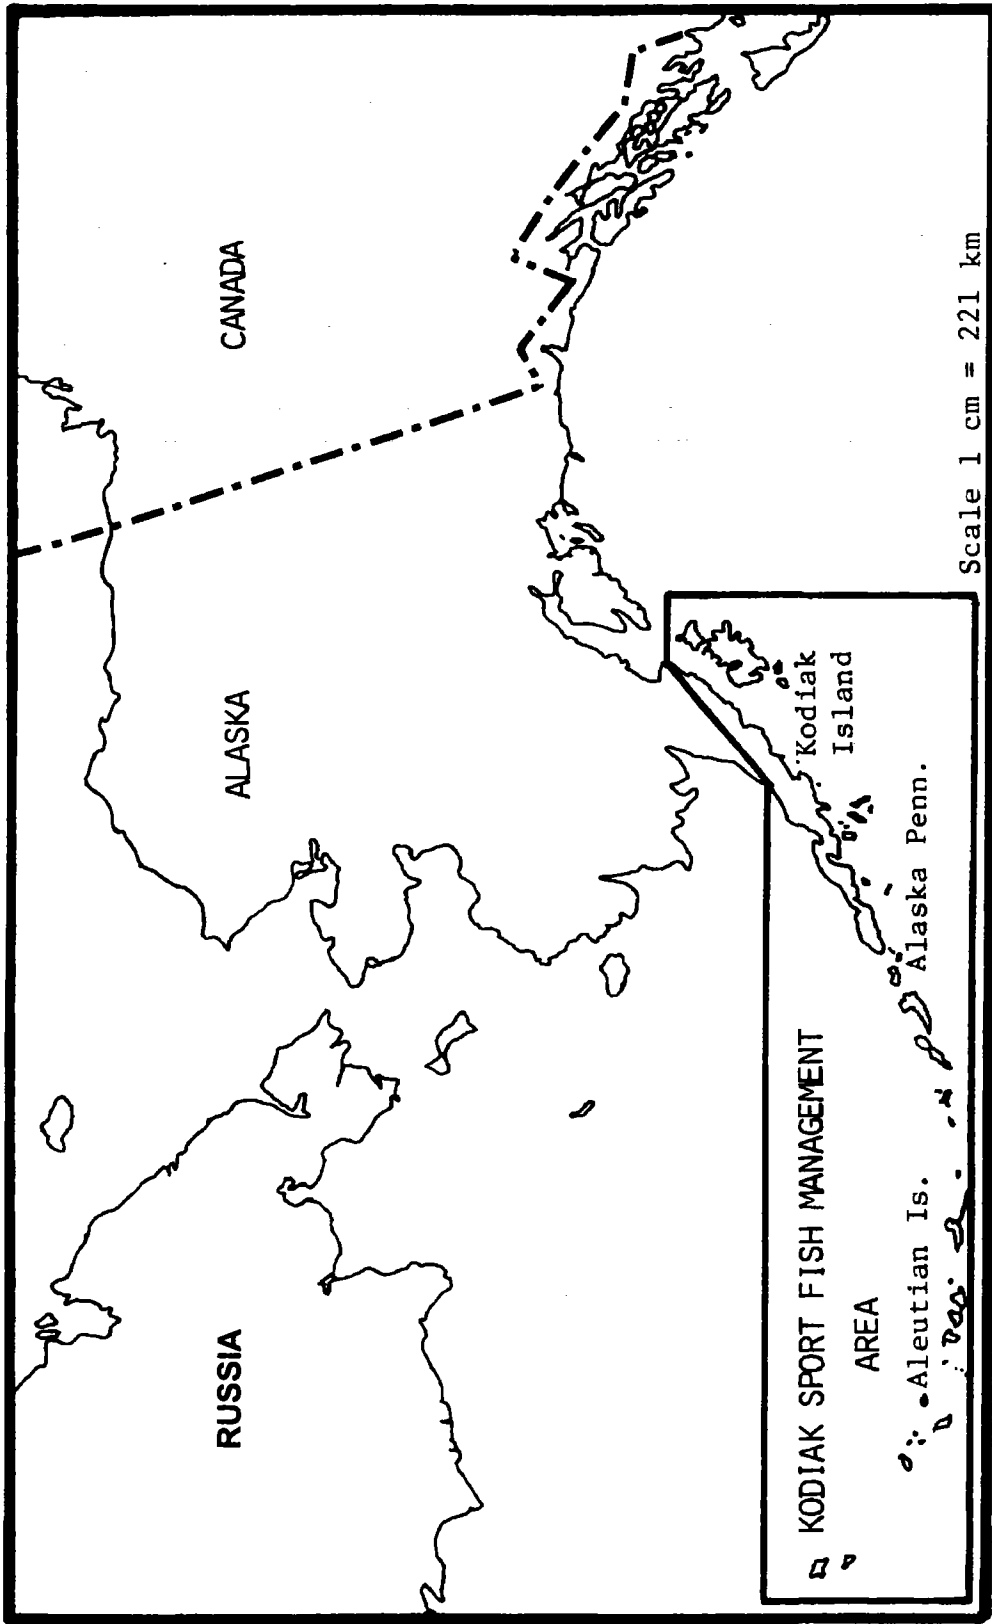 RUSSIA
ALASKA
CANADA
KODIAK SPORT FISH MANAGEMENT
AREA
Kodiak
Island
Aleutian Is.
Alaska Penn.
Scale 1 cm = 221 km